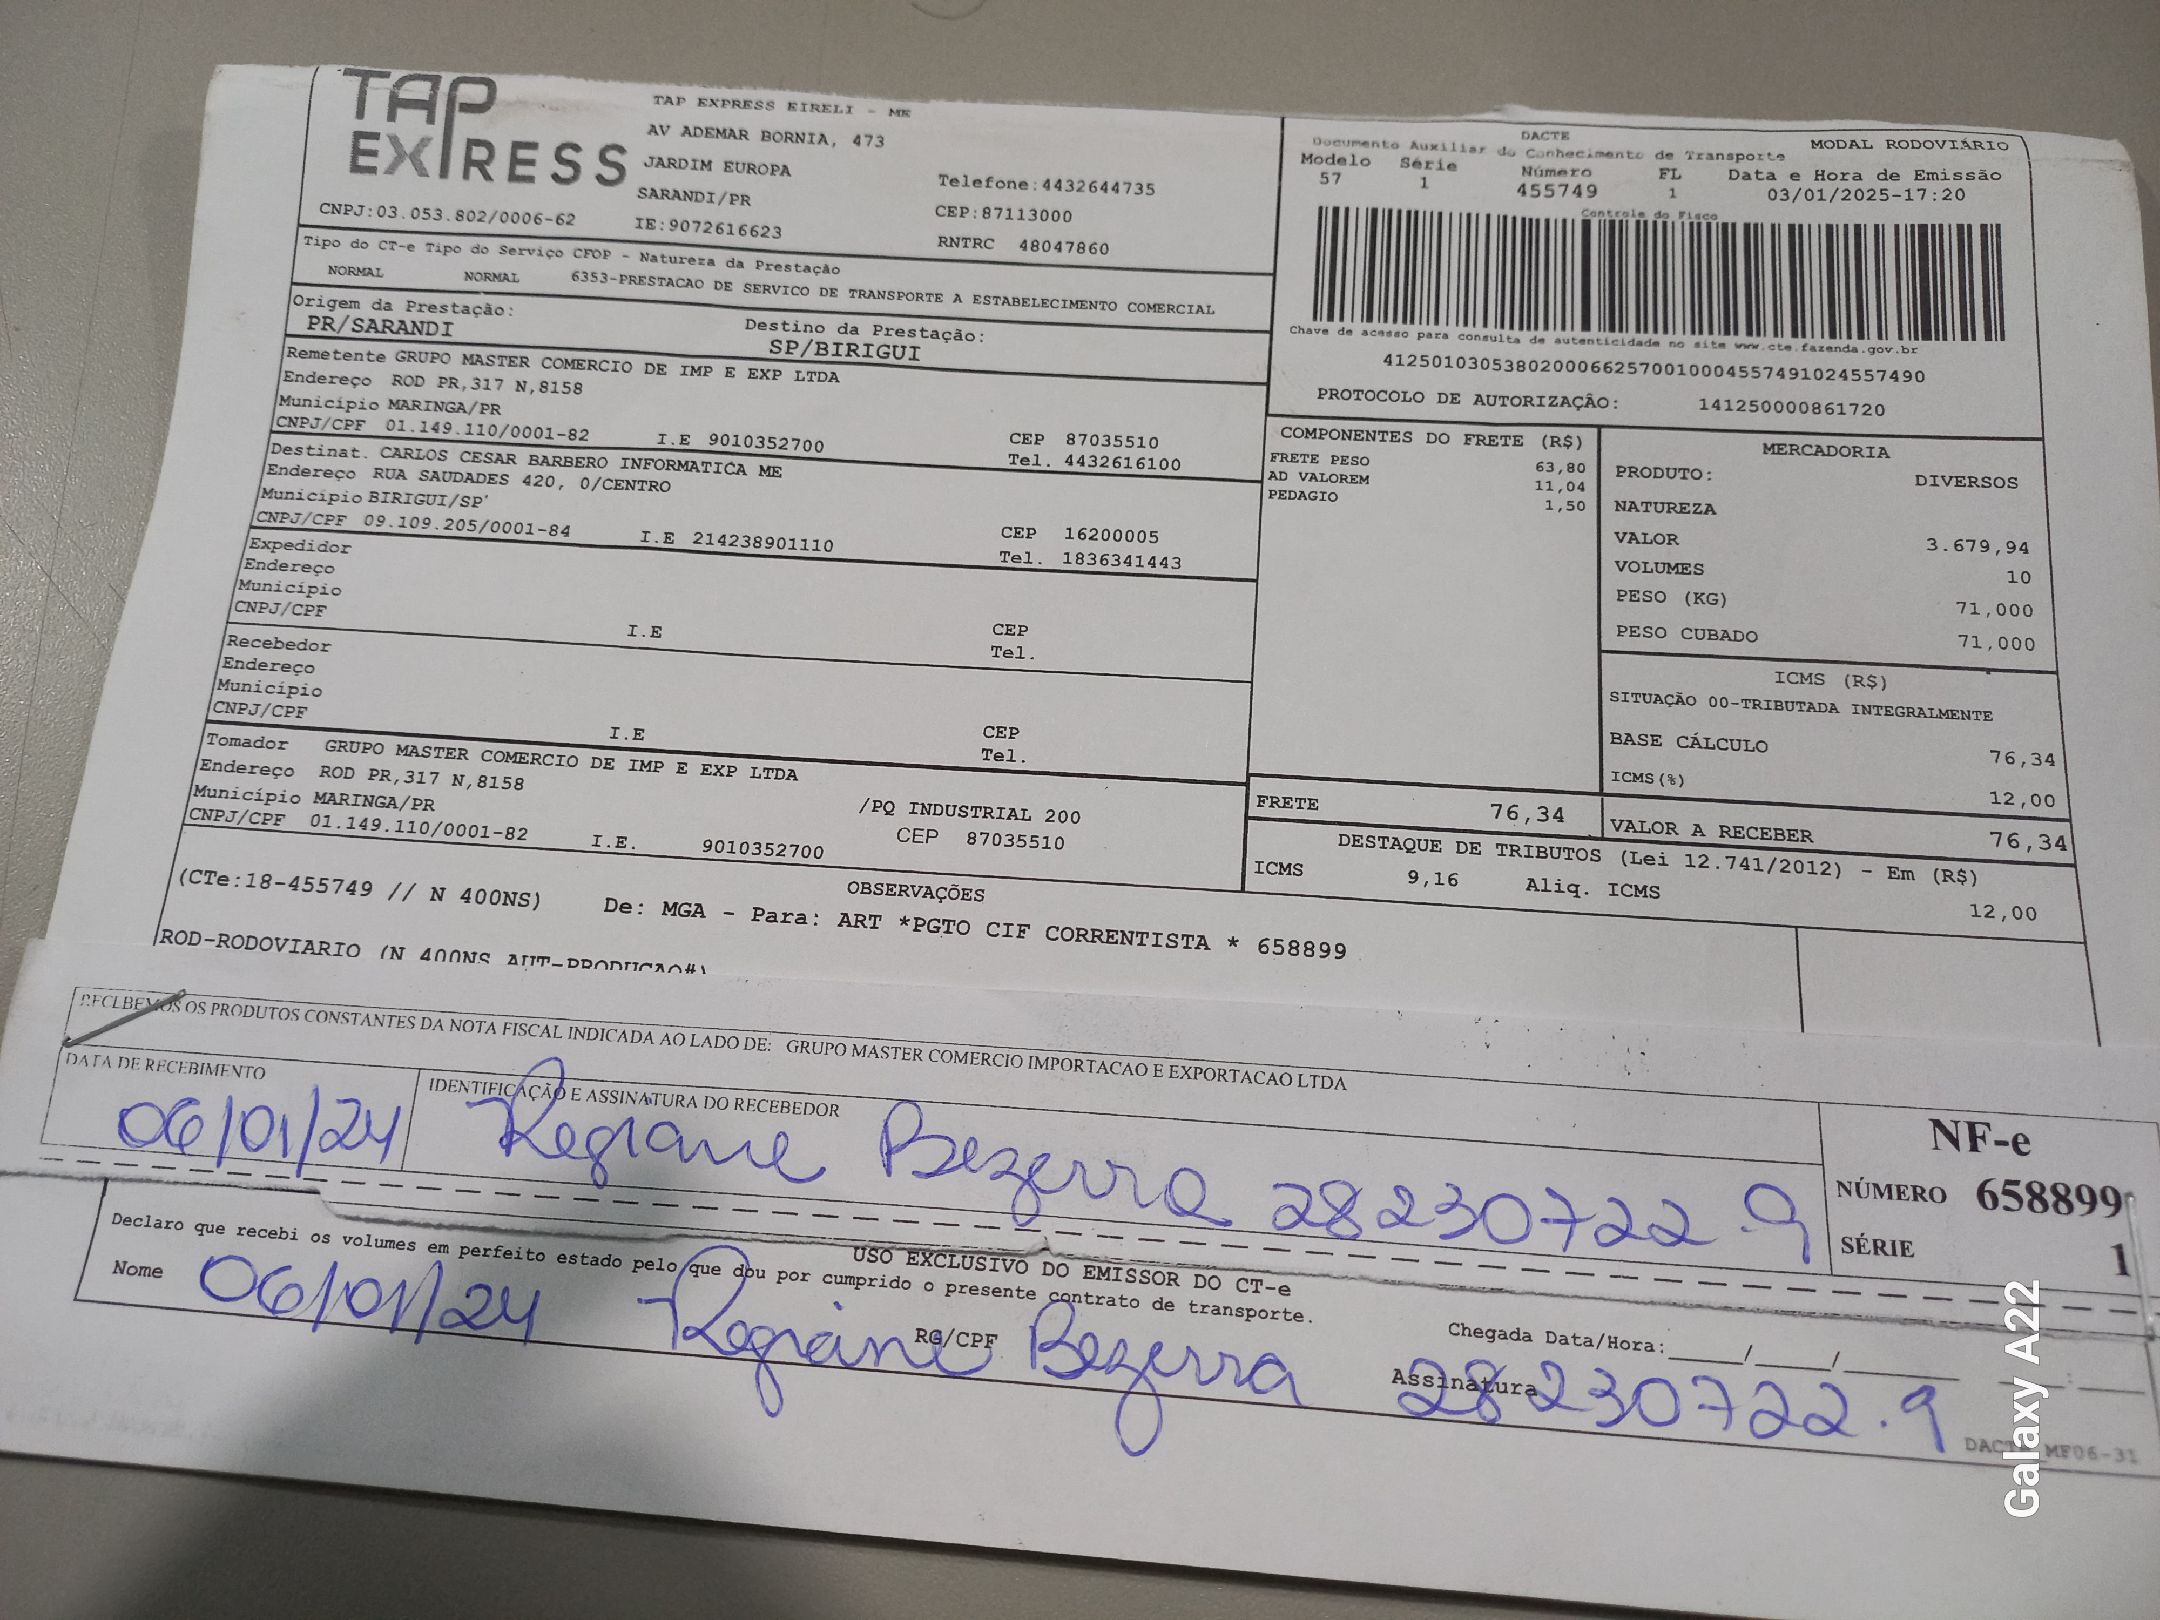 TAP EXPRESS
TAP EXPRESS EIRELI - ME
AV ADEMAR BORNIA, 473
JARDIM EUROPA
SARANDI/PR
Telefone:4432644735
CEP:87113000
CNPJ:03.053.802/0006-62
IE:9072616623
RNTRC 48047860
DACTE
MODAL RODOVIÁRIO
Documento Auxiliar do Conhecimento de Transporte
Modelo Série Número FL Data e Hora de Emissão
57 1 455749 1 03/01/2025-17:20
Controle do Fisco
Chave de acesso para consulta de autenticidade no site www.cte.fazenda.gov.br
41250103053802000662570010004557491024557490
PROTOCOLO DE AUTORIZAÇÃO: 141250000861720
Tipo do CT-e Tipo do Serviço CFOP - Natureza da Prestação
NORMAL NORMAL 6353-PRESTACAO DE SERVICO DE TRANSPORTE A ESTABELECIMENTO COMERCIAL
Origem da Prestação: Destino da Prestação:
PR/SARANDI SP/BIRIGUI
Remetente GRUPO MASTER COMERCIO DE IMP E EXP LTDA
Endereço ROD PR,317 N,8158
Município MARINGA/PR CEP 87035510
CNPJ/CPF 01.149.110/0001-82 I.E 9010352700 Tel. 4432616100
Destinat. CARLOS CESAR BARBERO INFORMATICA ME
Endereço RUA SAUDADES 420, 0/CENTRO
Município BIRIGUI/SP' CEP 16200005
CNPJ/CPF 09.109.205/0001-84 I.E 214238901110 Tel. 1836341443
Expedidor
Endereço
Município CEP
CNPJ/CPF I.E Tel.
Recebedor
Endereço
Município CEP
CNPJ/CPF I.E Tel.
Tomador GRUPO MASTER COMERCIO DE IMP E EXP LTDA
Endereço ROD PR,317 N,8158 /PQ INDUSTRIAL 200
Município MARINGA/PR CEP 87035510
CNPJ/CPF 01.149.110/0001-82 I.E. 9010352700
COMPONENTES DO FRETE (R$)
FRETE PESO 63,80
AD VALOREM 11,04
PEDAGIO 1,50
MERCADORIA
PRODUTO: DIVERSOS
NATUREZA
VALOR 3.679,94
VOLUMES 10
PESO (KG) 71,000
PESO CUBADO 71,000
ICMS (R$)
SITUAÇÃO 00-TRIBUTADA INTEGRALMENTE
BASE CÁLCULO 76,34
ICMS(%) 12,00
FRETE 76,34 VALOR A RECEBER 76,34
DESTAQUE DE TRIBUTOS (Lei 12.741/2012) - Em (R$)
ICMS 9,16 Aliq. ICMS 12,00
OBSERVAÇÕES
(CTe:18-455749 // N 400NS) De: MGA - Para: ART *PGTO CIF CORRENTISTA * 658899
ROD-RODOVIARIO (N 400NS AUT-PRODUCAO#)
RECEBEMOS OS PRODUTOS CONSTANTES DA NOTA FISCAL INDICADA AO LADO DE: GRUPO MASTER COMERCIO IMPORTACAO E EXPORTACAO LTDA
DATA DE RECEBIMENTO IDENTIFICAÇÃO E ASSINATURA DO RECEBEDOR
06/01/24 Regiane Bezerra 28230722.9
NF-e
NÚMERO 658899
SÉRIE 1
USO EXCLUSIVO DO EMISSOR DO CT-e
Declaro que recebi os volumes em perfeito estado pelo que dou por cumprido o presente contrato de transporte.
Nome RG/CPF Chegada Data/Hora:____/____/____ __:__
Assinatura
06/01/24 Regiane Bezerra 28230722.9
DACTE MF06-31
Galaxy A22